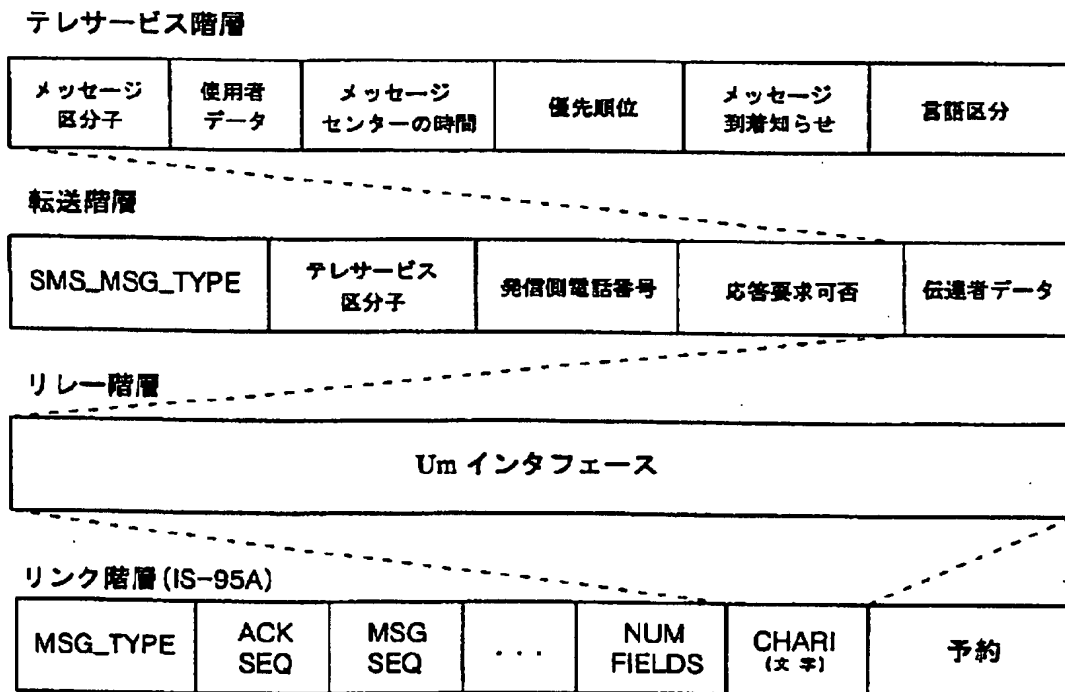 テレサービス階層
メッセージ
区分子
使用者
データ
メッセージ
センターの時間
優先順位
メッセージ
到着知らせ
言語区分
転送階層
SMS_MSG_TYPE
テレサービス
区分子
発信側電話番号
応答要求可否
伝達者データ
リレー階層
Um インタフェース
リンク階層(IS-95A)
MSG_TYPE
ACK
SEQ
MSG
SEQ
. . .
NUM
FIELDS
CHARI
(文字)
予約